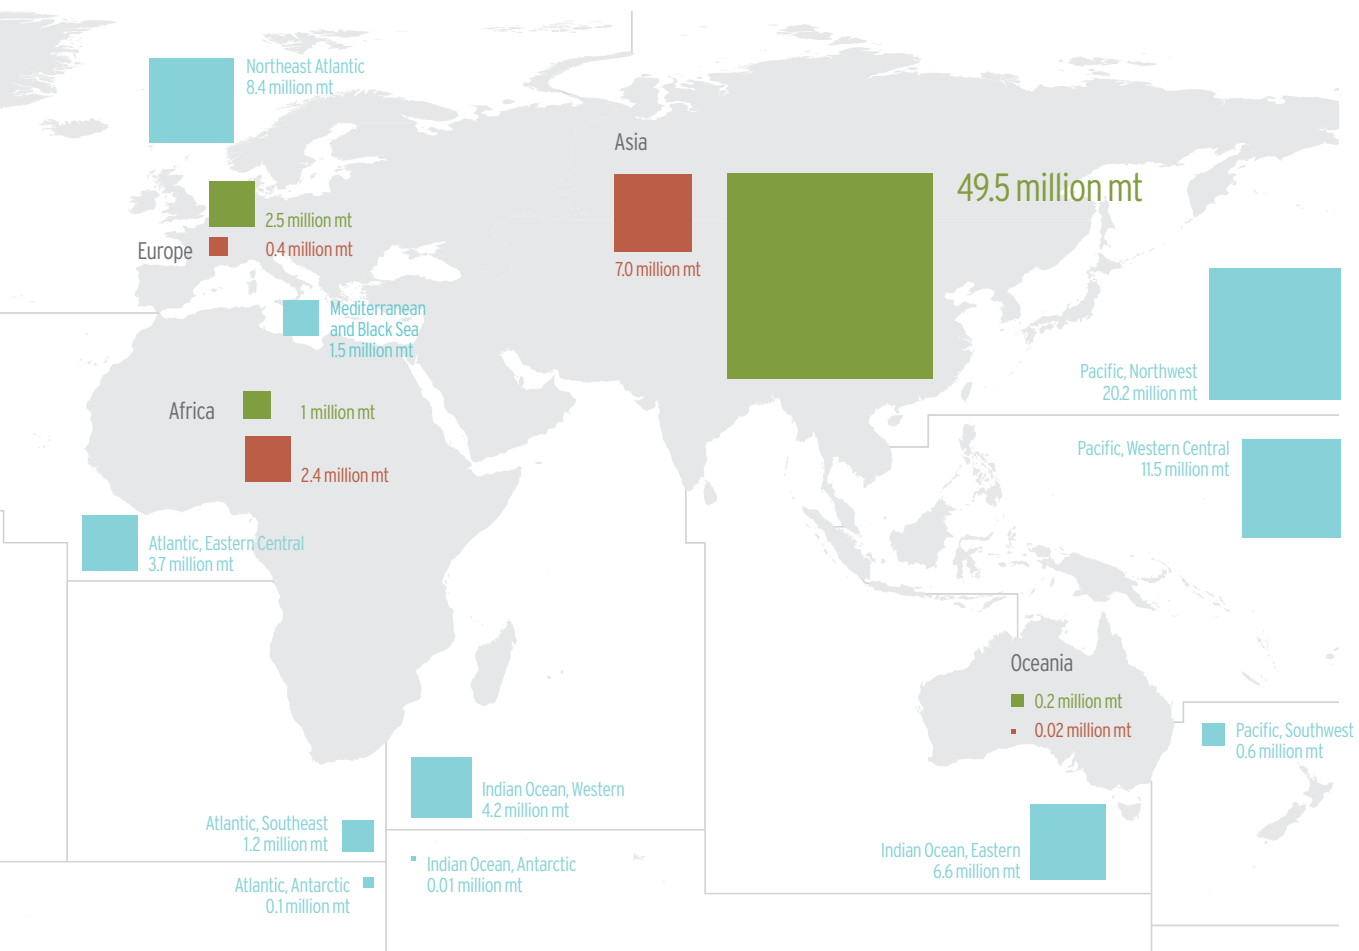 Northeast Atlantic
8.4 million mt
Asia
49.5 million mt
7.0 million mt
2.5 million mt
Europe
0.4 million mt
Mediterranean
and Black Sea
1.5 million mt
Pacific, Northwest
20.2 million mt
Africa
1 million mt
2.4 million mt
Pacific, Western Central
11.5 million mt
Atlantic, Eastern Central
3.7 million mt
Oceania
0.2 million mt
0.02 million mt
Pacific, Southwest
0.6 million mt
Indian Ocean, Western
4.2 million mt
Atlantic, Southeast
1.2 million mt
Indian Ocean, Eastern
6.6 million mt
Indian Ocean, Antarctic
0.01 million mt
Atlantic, Antarctic
0.1 million mt